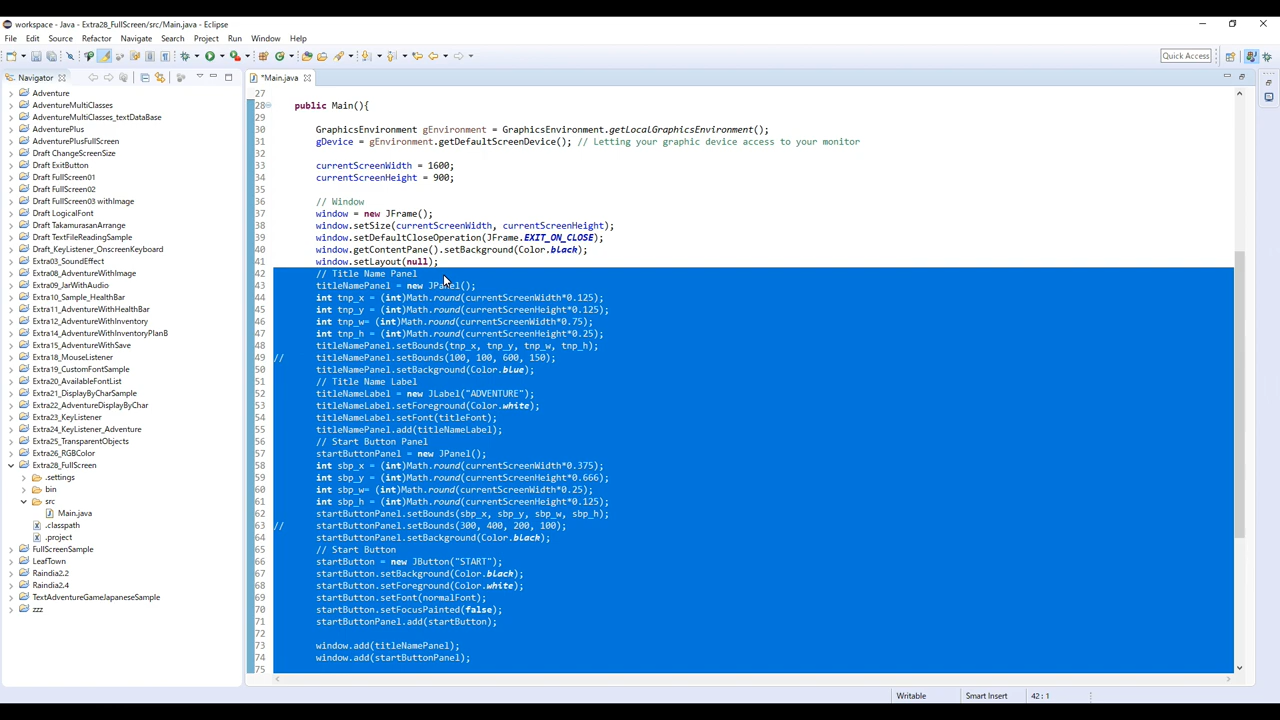 workspace - Java - Extra28_FullScreen/src/Main.java - Eclipse
File Edit Source Refactor Navigate Search Project Run Window Help
Quick Access
Navigator
*Main.java
Adventure
AdventureMultiClasses
AdventureMultiClasses_textDataBase
AdventurePlus
AdventurePlusFullScreen
Draft ChangeScreenSize
Draft ExitButton
Draft FullScreen01
Draft FullScreen02
Draft FullScreen03 withImage
Draft LogicalFont
Draft TakamurasanArrange
Draft TextFileReadingSample
Draft_KeyListener_OnscreenKeyboard
Extra03_SoundEffect
Extra08_AdventureWithImage
Extra09_JarWithAudio
Extra10_Sample_HealthBar
Extra11_AdventureWithHealthBar
Extra12_AdventureWithInventory
Extra14_AdventureWithInventoryPlanB
Extra15_AdventureWithSave
Extra18_MouseListener
Extra19_CustomFontSample
Extra20_AvailableFontList
Extra21_DisplayByCharSample
Extra22_AdventureDisplayByChar
Extra23_KeyListener
Extra24_KeyListener_Adventure
Extra25_TransparentObjects
Extra26_RGBColor
Extra28_FullScreen
.settings
bin
src
Main.java
.classpath
.project
FullScreenSample
LeafTown
Raindia2.2
Raindia2.4
TextAdventureGameJapaneseSample
zzz
27
28 public Main(){
29
30 GraphicsEnvironment gEnvironment = GraphicsEnvironment.getLocalGraphicsEnvironment();
31 gDevice = gEnvironment.getDefaultScreenDevice(); // Letting your graphic device access to your monitor
32
33 currentScreenWidth = 1600;
34 currentScreenHeight = 900;
35
36 // Window
37 window = new JFrame();
38 window.setSize(currentScreenWidth, currentScreenHeight);
39 window.setDefaultCloseOperation(JFrame.EXIT_ON_CLOSE);
40 window.getContentPane().setBackground(Color.black);
41 window.setLayout(null);
42 // Title Name Panel
43 titleNamePanel = new JPanel();
44 int tnp_x = (int)Math.round(currentScreenWidth*0.125);
45 int tnp_y = (int)Math.round(currentScreenHeight*0.125);
46 int tnp_w= (int)Math.round(currentScreenWidth*0.75);
47 int tnp_h = (int)Math.round(currentScreenHeight*0.25);
48 titleNamePanel.setBounds(tnp_x, tnp_y, tnp_w, tnp_h);
49 // titleNamePanel.setBounds(100, 100, 600, 150);
50 titleNamePanel.setBackground(Color.blue);
51 // Title Name Label
52 titleNameLabel = new JLabel("ADVENTURE");
53 titleNameLabel.setForeground(Color.white);
54 titleNameLabel.setFont(titleFont);
55 titleNamePanel.add(titleNameLabel);
56 // Start Button Panel
57 startButtonPanel = new JPanel();
58 int sbp_x = (int)Math.round(currentScreenWidth*0.375);
59 int sbp_y = (int)Math.round(currentScreenHeight*0.666);
60 int sbp_w= (int)Math.round(currentScreenWidth*0.25);
61 int sbp_h = (int)Math.round(currentScreenHeight*0.125);
62 startButtonPanel.setBounds(sbp_x, sbp_y, sbp_w, sbp_h);
63 // startButtonPanel.setBounds(300, 400, 200, 100);
64 startButtonPanel.setBackground(Color.black);
65 // Start Button
66 startButton = new JButton("START");
67 startButton.setBackground(Color.black);
68 startButton.setForeground(Color.white);
69 startButton.setFont(normalFont);
70 startButton.setFocusPainted(false);
71 startButtonPanel.add(startButton);
72
73 window.add(titleNamePanel);
74 window.add(startButtonPanel);
75
Writable Smart Insert 42 : 1